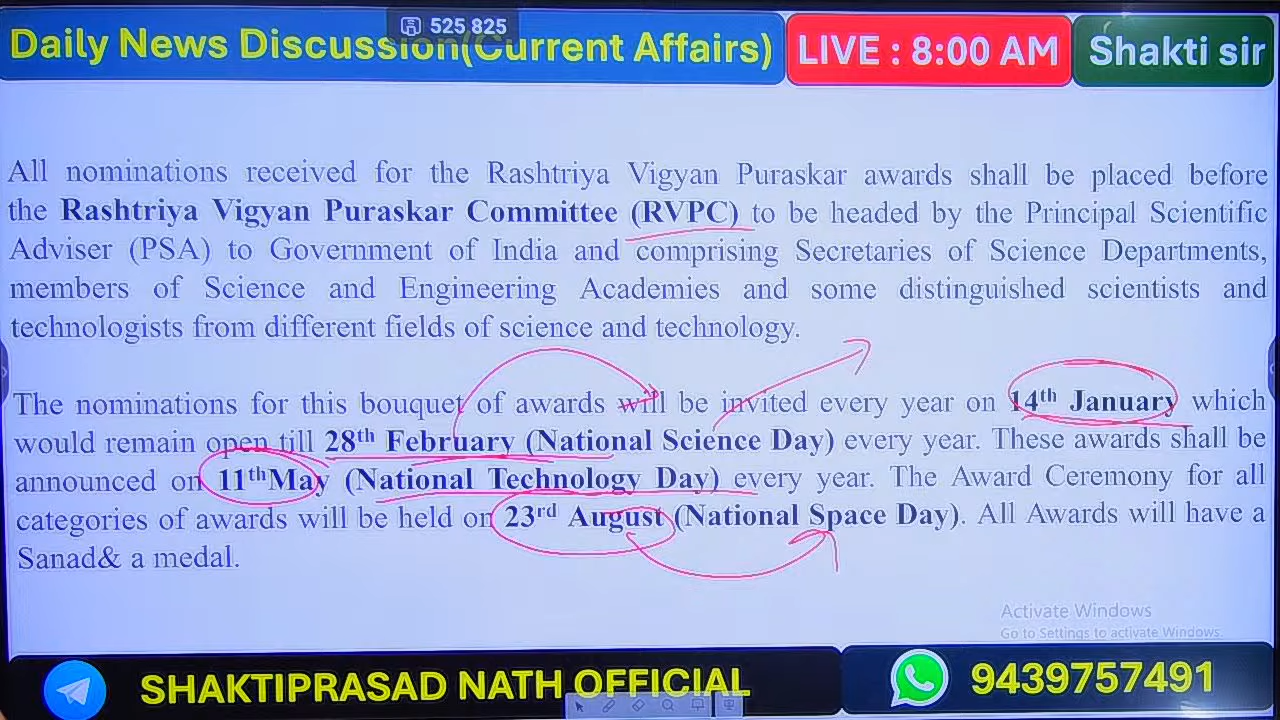 Daily News Discussion(Current Affairs)
525 825
LIVE : 8:00 AM
Shakti sir
All nominations received for the Rashtriya Vigyan Puraskar awards shall be placed before
the Rashtriya Vigyan Puraskar Committee (RVPC) to be headed by the Principal Scientific
Adviser (PSA) to Government of India and comprising Secretaries of Science Departments,
members of Science and Engineering Academies and some distinguished scientists and
technologists from different fields of science and technology.
The nominations for this bouquet of awards will be invited every year on 14th January which
would remain open till 28th February (National Science Day) every year. These awards shall be
announced on 11thMay (National Technology Day) every year. The Award Ceremony for all
categories of awards will be held on 23rd August (National Space Day). All Awards will have a
Sanad& a medal.
Activate Windows
Go to Settings to activate Windows.
SHAKTIPRASAD NATH OFFICIAL
9439757491